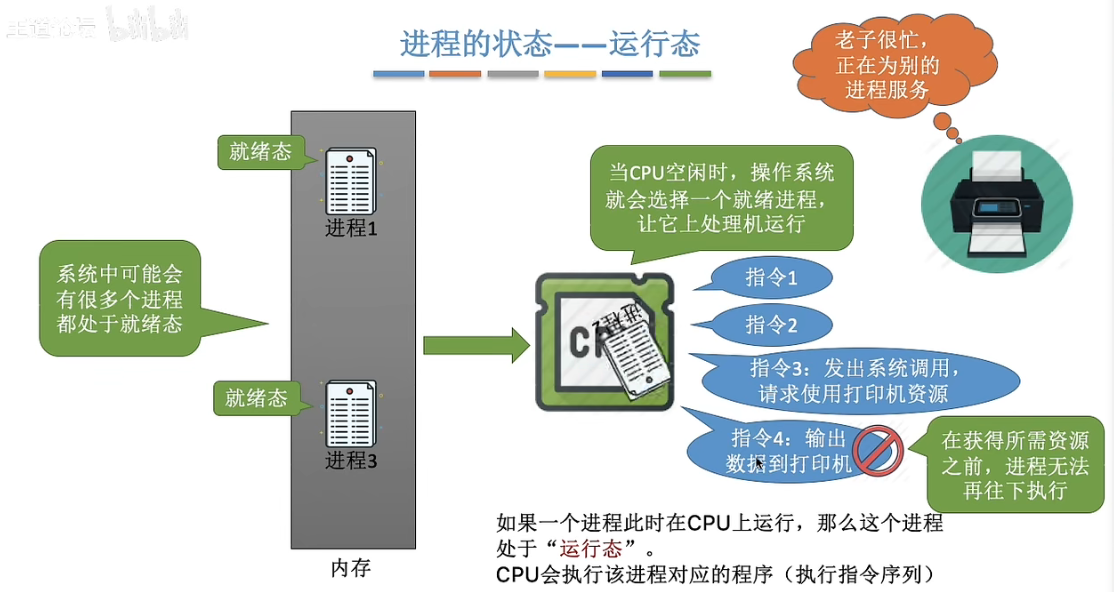 王道论坛 bilibili
进程的状态——运行态
老子很忙，
正在为别的
进程服务
就绪态
进程1
当CPU空闲时，操作系统
就会选择一个就绪进程，
让它上处理机运行
系统中可能会
有很多个进程
都处于就绪态
指令1
指令2
进程2
指令3：发出系统调用，
请求使用打印机资源
就绪态
进程3
指令4：输出
数据到打印机
在获得所需资源
之前，进程无法
再往下执行
内存
如果一个进程此时在CPU上运行，那么这个进程
处于“运行态”。
CPU会执行该进程对应的程序（执行指令序列）